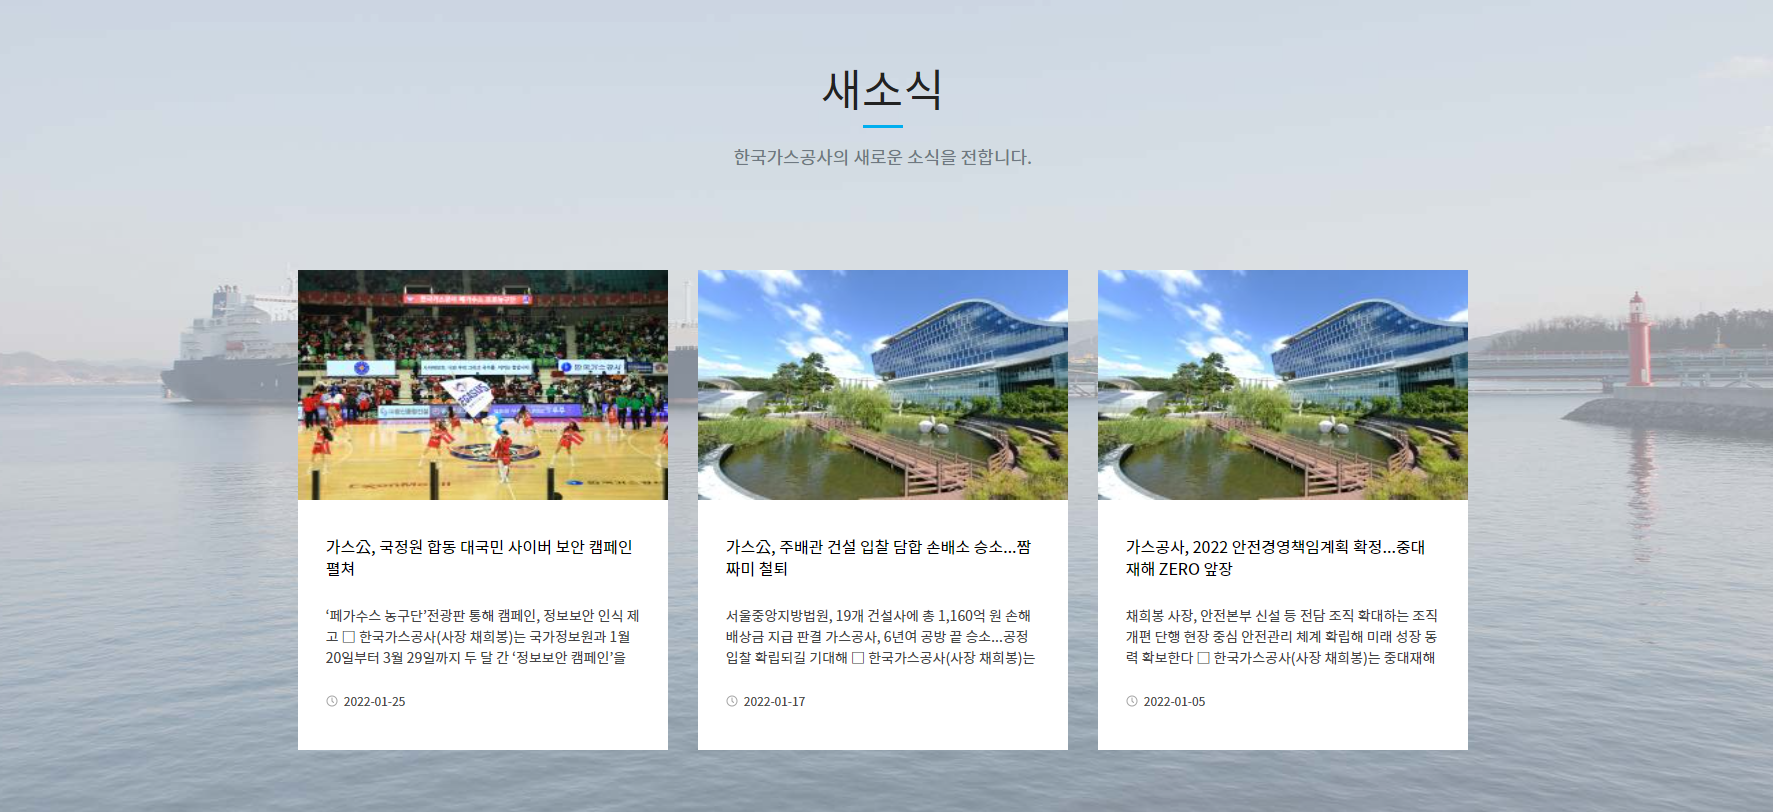 새소식
한국가스공사의 새로운 소식을 전합니다.
한국가스공사
PEGASUS
ExxonMobil
가스公, 국정원 합동 대국민 사이버 보안 캠페인
펼쳐
‘페가수스 농구단’전광판 통해 캠페인, 정보보안 인식 제
고 □ 한국가스공사(사장 채희봉)는 국가정보원과 1월
20일부터 3월 29일까지 두 달 간 ‘정보보안 캠페인’을
2022-01-25
가스公, 주배관 건설 입찰 담합 손배소 승소...짬
짜미 철퇴
서울중앙지방법원, 19개 건설사에 총 1,160억 원 손해
배상금 지급 판결 가스공사, 6년여 공방 끝 승소...공정
입찰 확립되길 기대해 □ 한국가스공사(사장 채희봉)는
2022-01-17
가스공사, 2022 안전경영책임계획 확정...중대
재해 ZERO 앞장
채희봉 사장, 안전본부 신설 등 전담 조직 확대하는 조직
개편 단행 현장 중심 안전관리 체계 확립해 미래 성장 동
력 확보한다 □ 한국가스공사(사장 채희봉)는 중대재해
2022-01-05